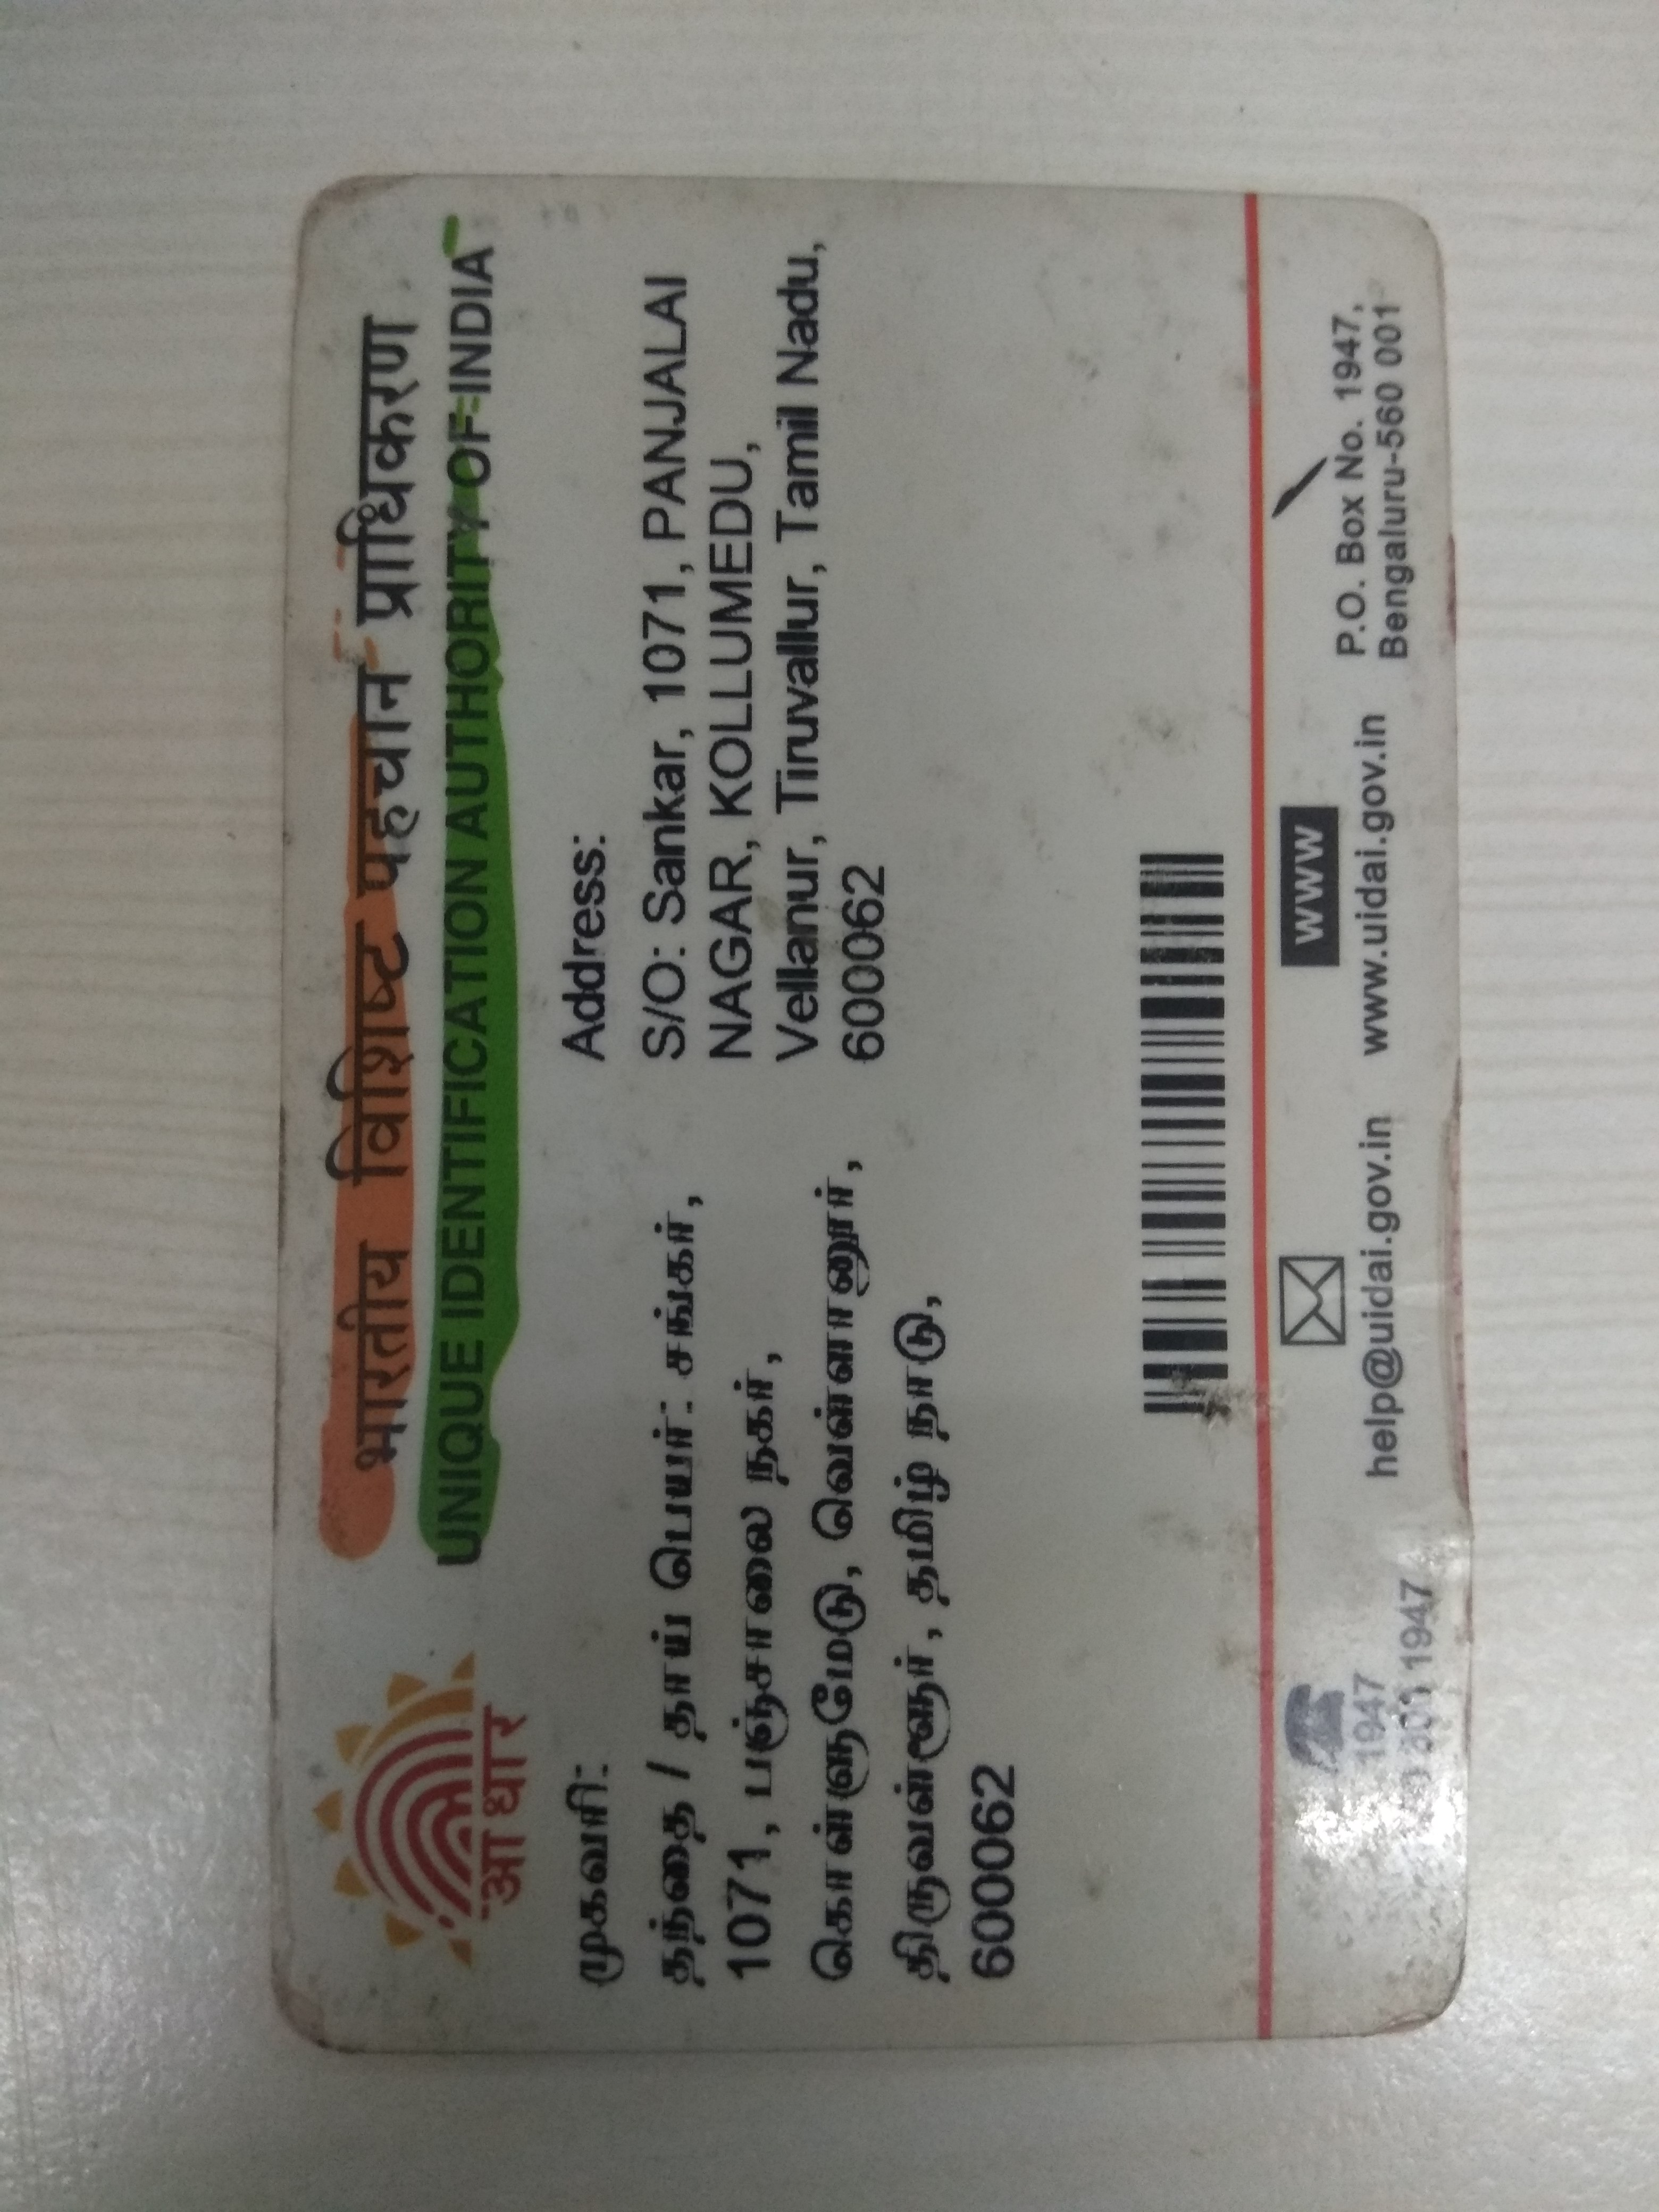 भारतीय विशिष्ट पहचान प्राधिकरण
UNIQUE IDENTIFICATION AUTHORITY OF INDIA
आधार
முகவரி:
தந்தை / தாய் பெயர்: சங்கர்,
1071, பஞ்சாலை நகர்,
கொள்ளுமேடு, வெள்ளானூர்,
திருவள்ளூர், தமிழ் நாடு,
600062
Address:
S/O: Sankar, 1071, PANJALAI
NAGAR, KOLLUMEDU,
Vellanur, Tiruvallur, Tamil Nadu,
600062
1947
1947
help@uidai.gov.in
WWW
www.uidai.gov.in
P.O. Box No. 1947,
Bengaluru-560 001